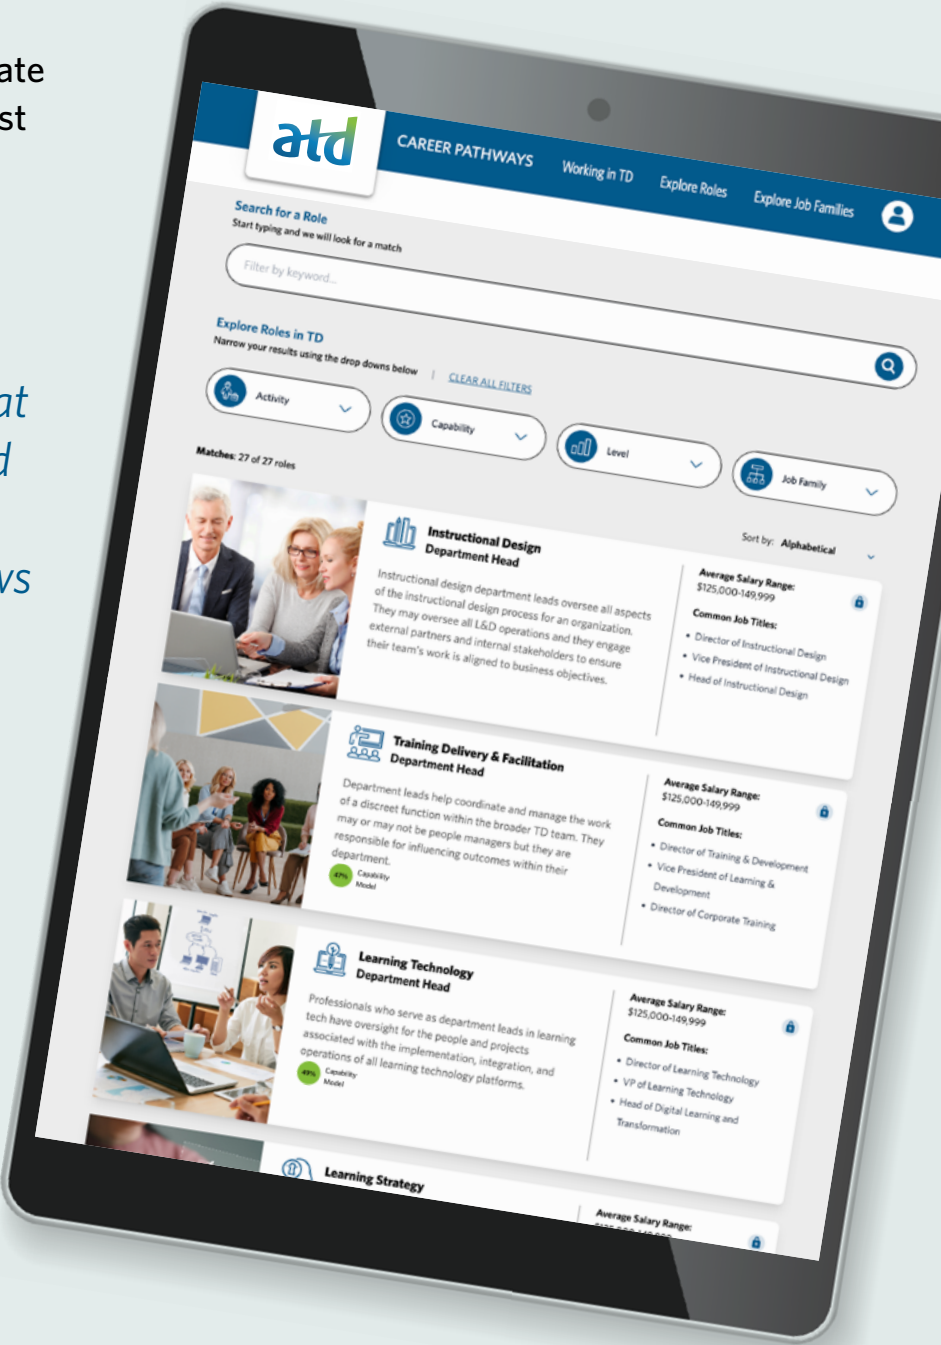 ate
st
at
d
ws
atd
CAREER PATHWAYS
Working in TD
Explore Roles
Explore Job Families
Search for a Role
Start typing and we will look for a match
Filter by keyword...
Explore Roles in TD
Narrow your results using the drop downs below | CLEAR ALL FILTERS
Activity
Capability
Level
Job Family
Matches: 27 of 27 roles
Sort by: Alphabetical
Instructional Design
Department Head
Instructional design department leads oversee all aspects
of the instructional design process for an organization.
They may oversee all L&D operations and they engage
external partners and internal stakeholders to ensure
their team's work is aligned to business objectives.
Average Salary Range:
$125,000-149,999
Common Job Titles:
• Director of Instructional Design
• Vice President of Instructional Design
• Head of Instructional Design
Training Delivery & Facilitation
Department Head
Department leads help coordinate and manage the work
of a discreet function within the broader TD team. They
may or may not be people managers but they are
responsible for influencing outcomes within their
department.
47%
Capability
Model
Average Salary Range:
$125,000-149,999
Common Job Titles:
• Director of Training & Development
• Vice President of Learning &
Development
• Director of Corporate Training
Learning Technology
Department Head
Professionals who serve as department leads in learning
tech have oversight for the people and projects
associated with the implementation, integration, and
operations of all learning technology platforms.
49%
Capability
Model
Average Salary Range:
$125,000-149,999
Common Job Titles:
• Director of Learning Technology
• VP of Learning Technology
• Head of Digital Learning and
Transformation
Learning Strategy
Average Salary Range: